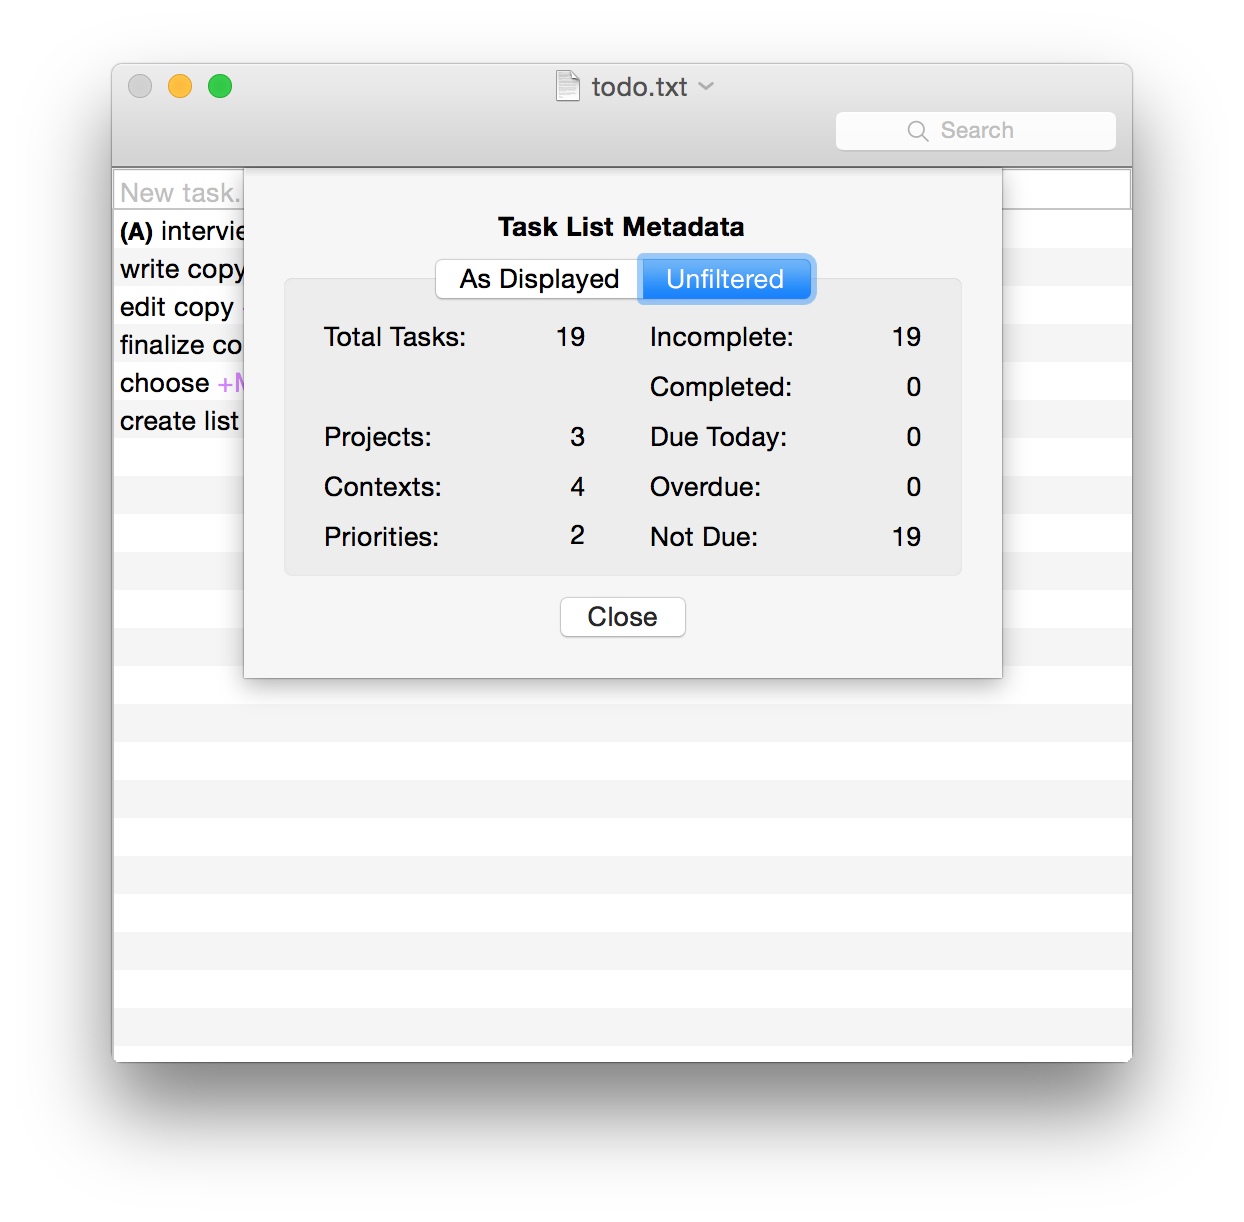 todo.txt
Search
New task.
(A)
write copy
edit copy
finalize
choose
create list
Task List Metadata
As Displayed Unfiltered
Total Tasks: 19 Incomplete: 19
Completed: 0
Projects: 3 Due Today: 0
Contexts: 4 Overdue: 0
Priorities: 2 Not Due: 19
Close